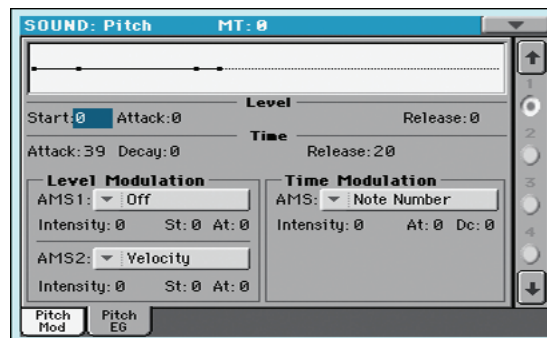 SOUND: Pitch MT: 0
Level
Start:0 Attack:0 Release:0
Time
Attack:39 Decay:0 Release:20
Level Modulation
AMS1: Off
Intensity:0 St:0 At:0
AMS2: Velocity
Intensity:0 St:0 At:0
Time Modulation
AMS: Note Number
Intensity:0 At:0 Dc:0
1
2
3
4
Pitch Mod
Pitch EG